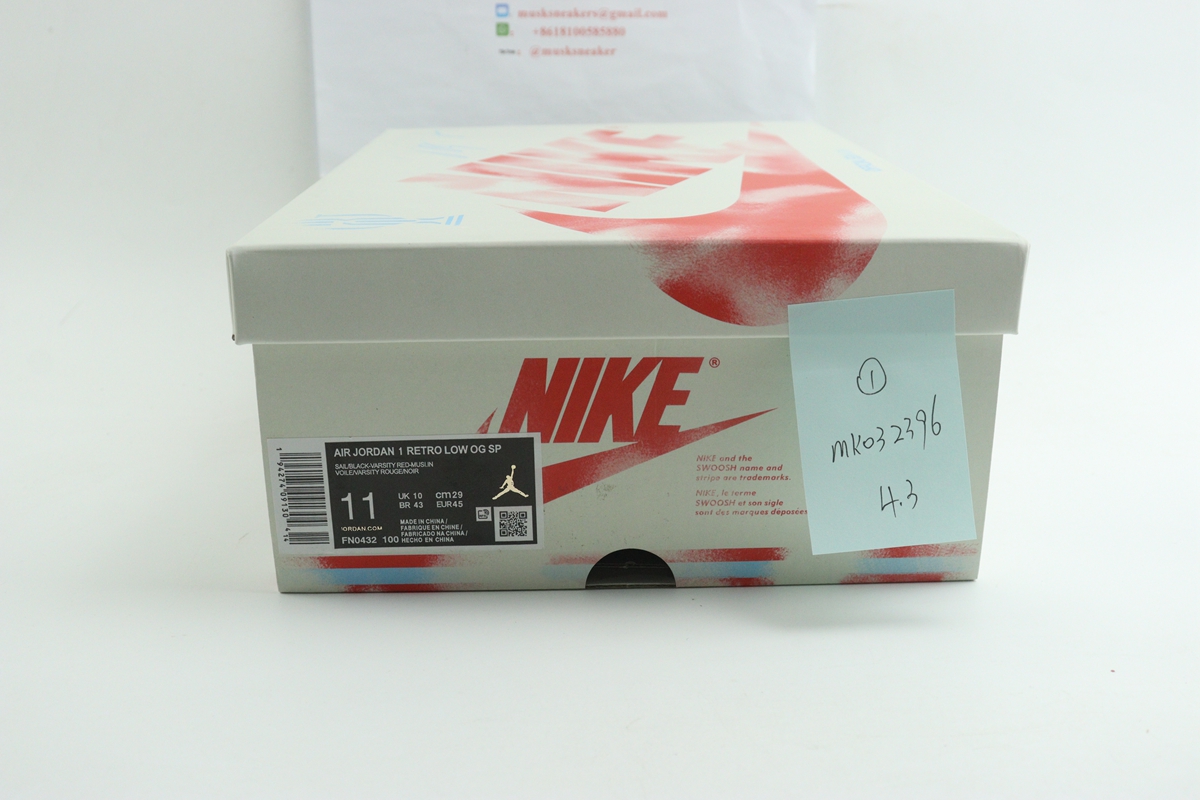 musksneakers@gmail.com
+8618100585880
@musksneaker
NIKE®
AIR JORDAN 1 RETRO LOW OG SP
SAIL/BLACK-VARSITY RED-MUSLIN
VOILE/VARSITY ROUGE/NOIR
11
UK 10 cm29
BR 43 EUR45
JORDAN.COM
MADE IN CHINA /
FABRIQUE EN CHINE /
FABRICADO NA CHINA /
HECHO EN CHINA
FN0432 100
NIKE and the
SWOOSH name and
stripe are trademarks.
NIKE, le terme
SWOOSH et son sigle
sont des marques déposées
1
MK032396
4.3